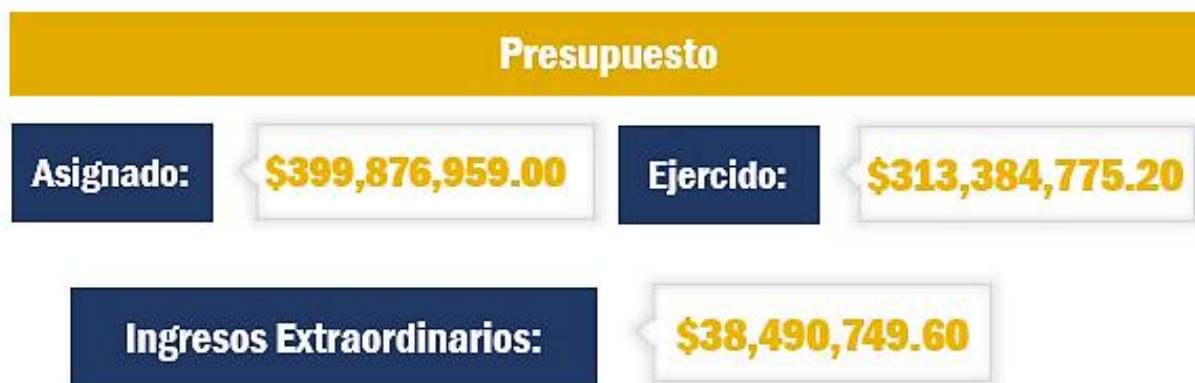 Presupuesto
Asignado: $399,876,959.00 Ejercido: $313,384,775.20
Ingresos Extraordinarios: $38,490,749.60